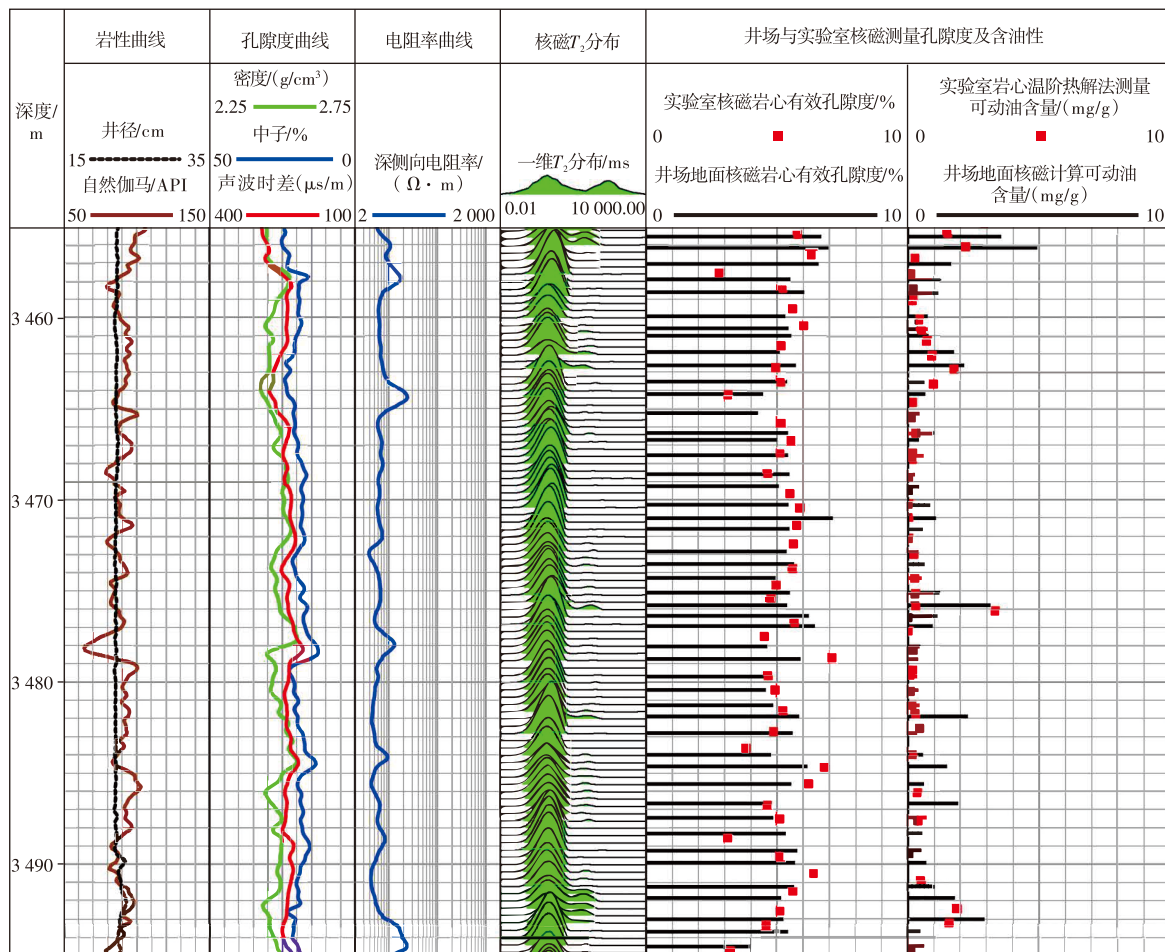 岩性曲线
孔隙度曲线
电阻率曲线
核磁T₂分布
井场与实验室核磁测量孔隙度及含油性
深度/
m
井径/cm
15 35
自然伽马/API
50 150
密度/(g/cm³)
2.25 2.75
中子/%
50 0
声波时差(μs/m)
400 100
深侧向电阻率/
(Ω·m)
2 2 000
一维T₂分布/ms
0.01 10 000.00
实验室核磁岩心有效孔隙度/%
0 10
井场地面核磁岩心有效孔隙度/%
0 10
实验室岩心温阶热解法测量
可动油含量/(mg/g)
0 10
井场地面核磁计算可动油
含量/(mg/g)
0 10
3 460
3 470
3 480
3 490